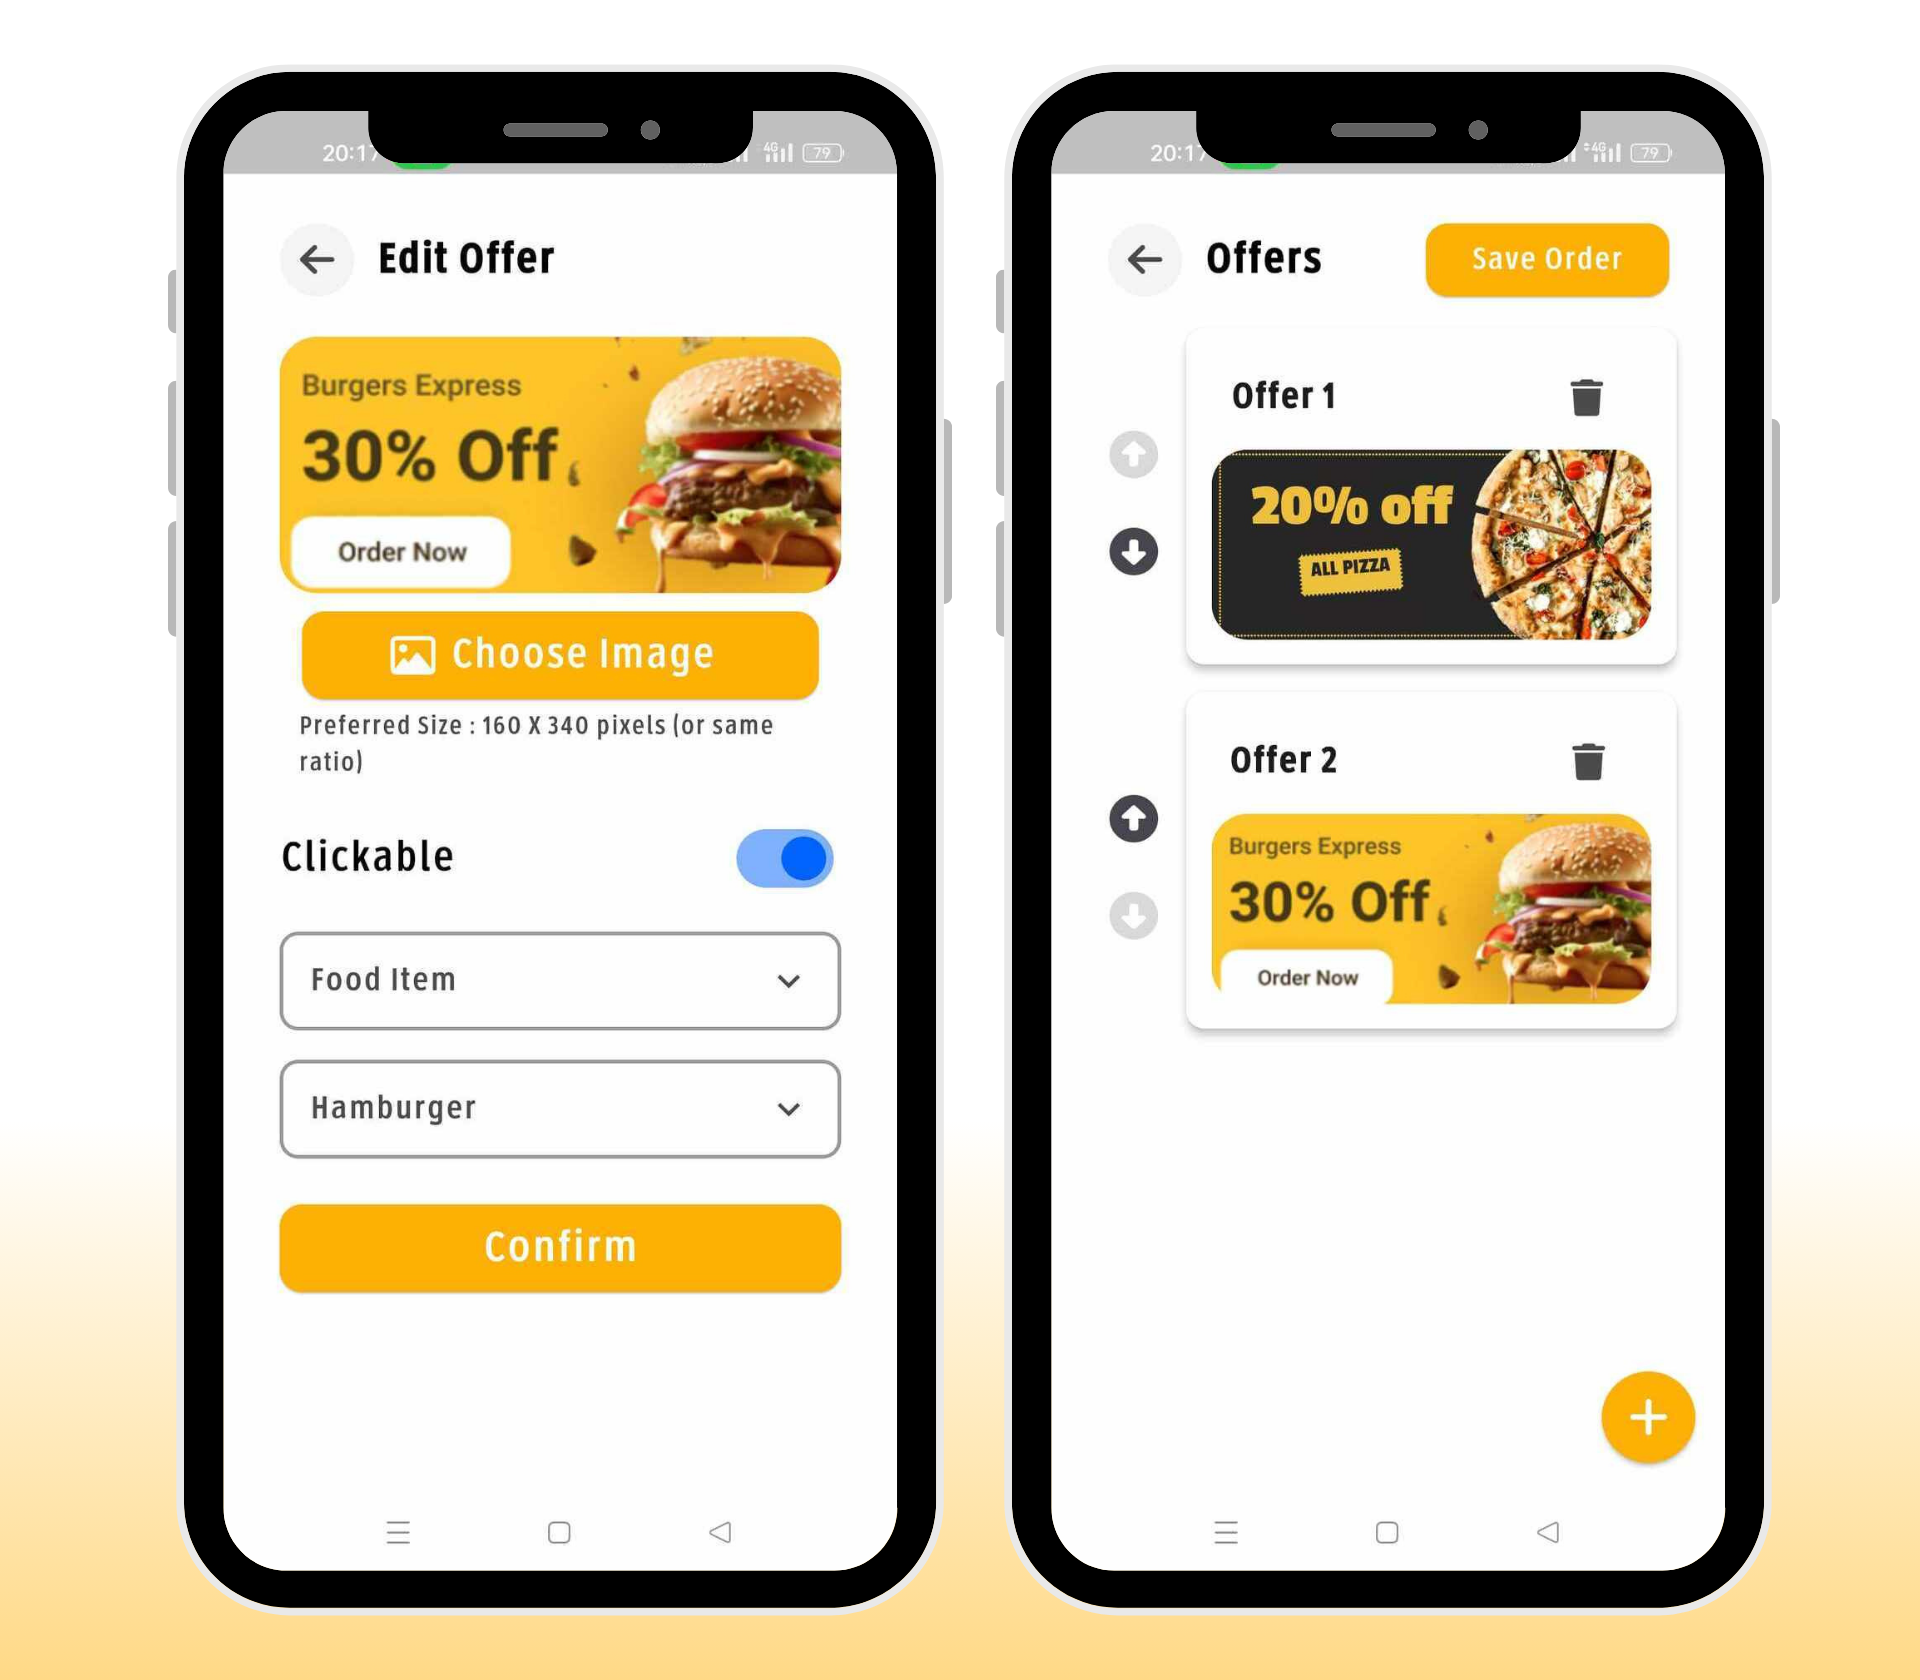 20:17
4G
79
Edit Offer
Burgers Express
30% Off
Order Now
Choose Image
Preferred Size : 160 X 340 pixels (or same
ratio)
Clickable
Food Item
Hamburger
Confirm
20:17
4G
79
Offers
Save Order
Offer 1
20% off
ALL PIZZA
Offer 2
Burgers Express
30% Off
Order Now